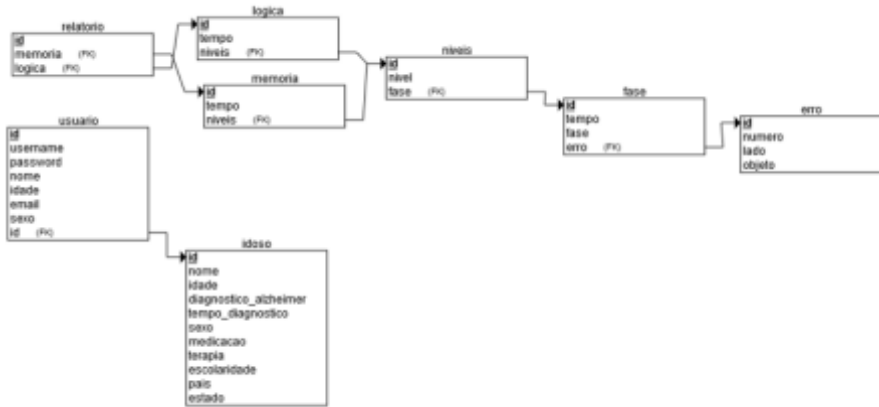 relatorio
id
memoria (FK)
logica (FK)
logica
id
tempo
niveis (FK)
memoria
id
tempo
niveis (FK)
niveis
id
nivel
fase (FK)
fase
id
tempo
fase
erro (FK)
erro
id
numero
lado
objeto
usuario
id
username
password
nome
idade
email
sexo
id (FK)
idoso
id
nome
idade
diagnostico_alzheimer
tempo_diagnostico
sexo
medicacao
terapia
escolaridade
pais
estado